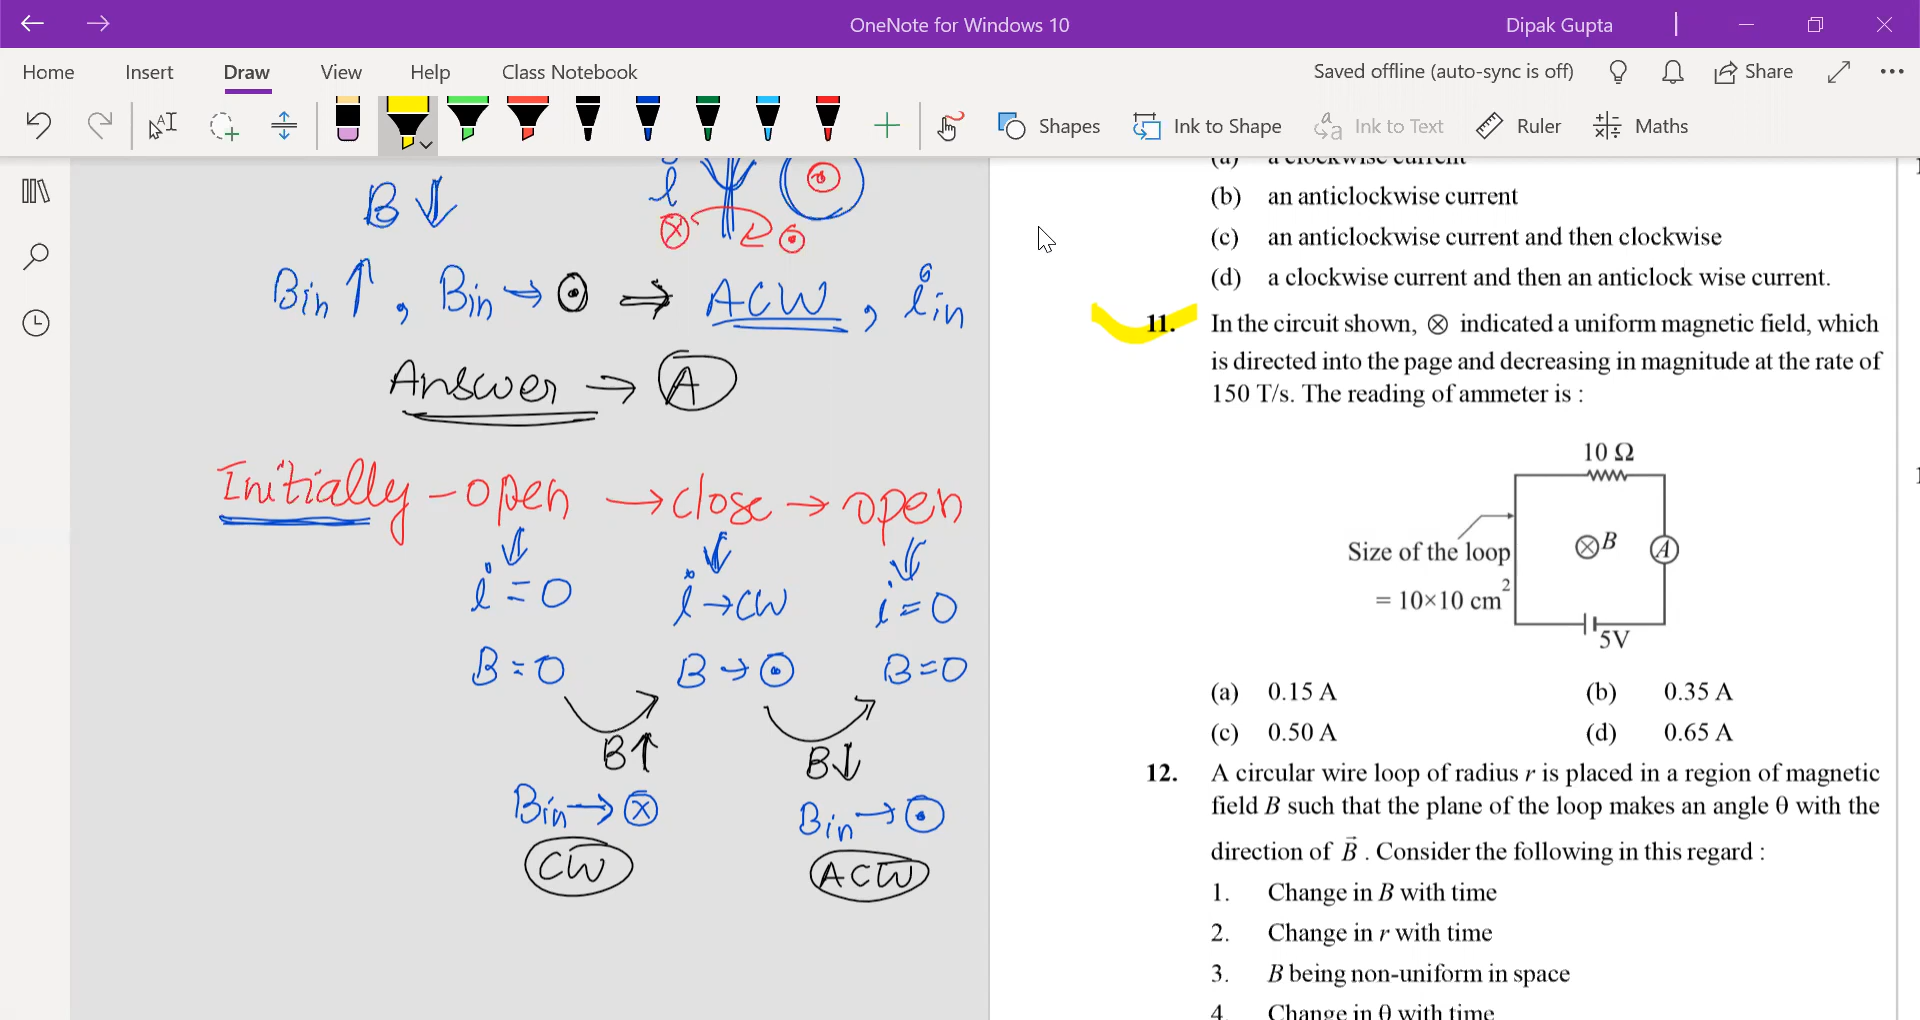 OneNote for Windows 10
Dipak Gupta
Home Insert Draw View Help Class Notebook
Saved offline (auto-sync is off) Share
Shapes Ink to Shape Ink to Text Ruler Maths
B ↓
i
⊗ ⊙
Bin ↑, Bin → ⊙ ⇒ ACW, iin
Answer → A
Initially - open → close → open
i = 0 i → CW i = 0
B = 0 B → ⊙ B = 0
B↑ B↓
Bin → ⊗ Bin → ⊙
CW ACW
(a) a clockwise current
(b) an anticlockwise current
(c) an anticlockwise current and then clockwise
(d) a clockwise current and then an anticlock wise current.
11. In the circuit shown, ⊗ indicated a uniform magnetic field, which
is directed into the page and decreasing in magnitude at the rate of
150 T/s. The reading of ammeter is :
10 Ω
Size of the loop
= 10×10 cm²
⊗B
A
5V
(a) 0.15 A (b) 0.35 A
(c) 0.50 A (d) 0.65 A
12. A circular wire loop of radius r is placed in a region of magnetic
field B such that the plane of the loop makes an angle θ with the
direction of B⃗ . Consider the following in this regard :
1. Change in B with time
2. Change in r with time
3. B being non-uniform in space
4. Change in θ with time